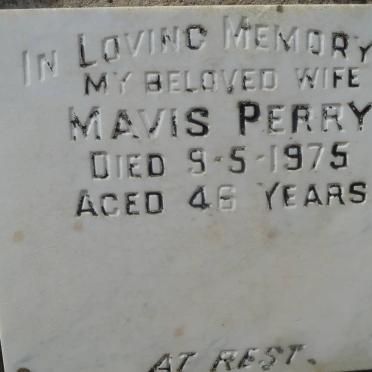 IN LOVING MEMORY
MY BELOVED WIFE
MAVIS PERRY
DIED 9-5-1975
AGED 46 YEARS
AT REST.